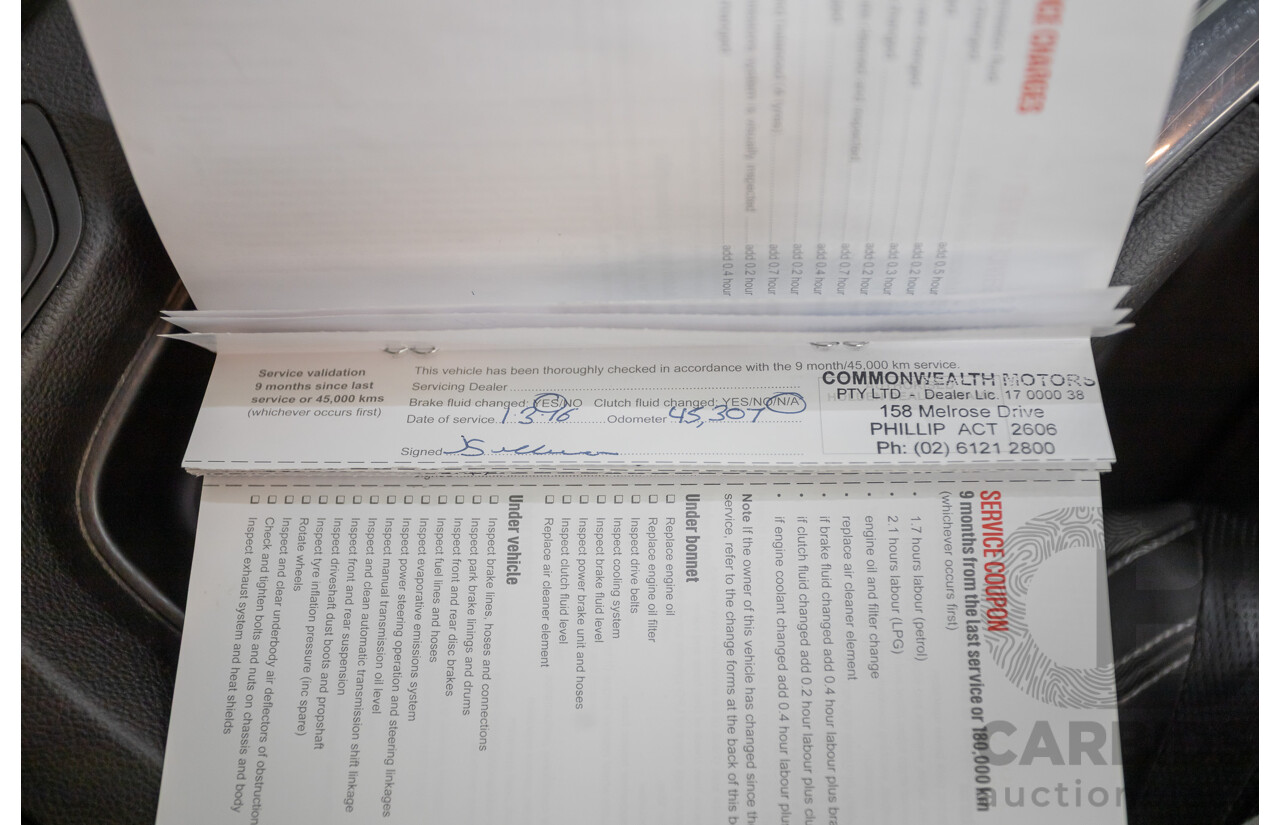 Service validation
9 months since last
service or 45,000 kms
(whichever occurs first)
This vehicle has been thoroughly checked in accordance with the 9 month/45,000 km service.
Servicing Dealer
Brake fluid changed: YES/NO Clutch fluid changed: YES/NO/N/A
Date of service 1.3.16 Odometer 45,307
Signed
COMMONWEALTH MOTORS
PTY LTD - Dealer Lic. 17 0000 38
158 Melrose Drive
PHILLIP ACT 2606
Ph: (02) 6121 2800
SERVICE COUPON
9 months from the last service or 180,000 km
(whichever occurs first)
• 1.7 hours labour (petrol)
• 2.1 hours labour (LPG)
• engine oil and filter change
• replace air cleaner element
• if brake fluid changed add 0.4 hour labour plus
• if clutch fluid changed add 0.2 hour labour plus
• if engine coolant changed add 0.4 hour labour plus
Note If the owner of this vehicle has changed since
service, refer to the change forms at the back of this
Under bonnet
Replace engine oil
Replace engine oil filter
Inspect drive belts
Inspect cooling system
Inspect brake fluid level
Inspect power brake unit and hoses
Inspect clutch fluid level
Replace air cleaner element
Under vehicle
Inspect brake lines, hoses and connections
Inspect park brake linings and drums
Inspect front and rear disc brakes
Inspect fuel lines and hoses
Inspect evaporative emissions system
Inspect power steering operation and steering linkages
Inspect manual transmission oil level
Inspect and clean automatic transmission shift linkage
Inspect front and rear suspension
Inspect driveshaft dust boots and propshaft
Inspect tyre inflation pressure (inc spare)
Rotate wheels
Inspect and clear underbody air deflectors of obstruction
Check and tighten bolts and nuts on chassis and body
Inspect exhaust system and heat shields
CHARGES
add 0.5 hour
add 0.2 hour
add 0.3 hour
add 0.2 hour
add 0.7 hour
add 0.4 hour
add 0.2 hour
add 0.7 hour
add 0.2 hour
add 0.4 hour
auction